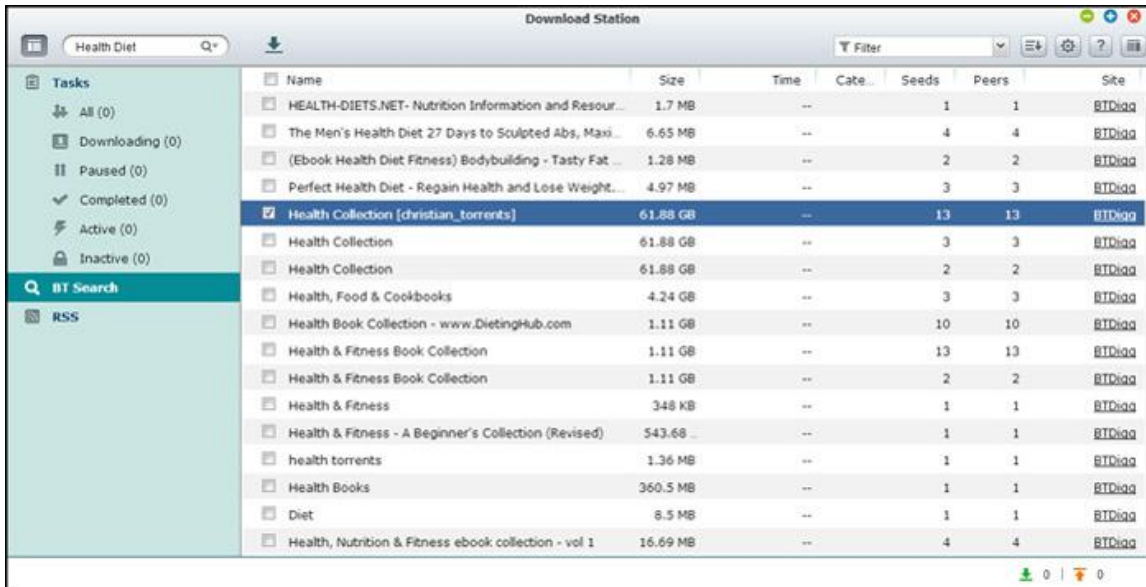 Download Station
Health Diet
Filter
?
Name Size Time Cate... Seeds Peers Site
Tasks
All (0)
Downloading (0)
Paused (0)
Completed (0)
Active (0)
Inactive (0)
BT Search
RSS
HEALTH-DIETS.NET- Nutrition Information and Resour... 1.7 MB -- 1 1 BTDigg
The Men's Health Diet 27 Days to Sculpted Abs, Maxi... 6.65 MB -- 4 4 BTDigg
(Ebook Health Diet Fitness) Bodybuilding - Tasty Fat ... 1.28 MB -- 2 2 BTDigg
Perfect Health Diet - Regain Health and Lose Weight,... 4.97 MB -- 3 3 BTDigg
Health Collection [christian_torrents] 61.88 GB -- 13 13 BTDigg
Health Collection 61.88 GB -- 3 3 BTDigg
Health Collection 61.88 GB -- 2 2 BTDigg
Health, Food & Cookbooks 4.24 GB -- 3 3 BTDigg
Health Book Collection - www.DietingHub.com 1.11 GB -- 10 10 BTDigg
Health & Fitness Book Collection 1.11 GB -- 13 13 BTDigg
Health & Fitness Book Collection 1.11 GB -- 2 2 BTDigg
Health & Fitness 348 KB -- 1 1 BTDigg
Health & Fitness - A Beginner's Collection (Revised) 543.68 ... -- 1 1 BTDigg
health torrents 1.36 MB -- 1 1 BTDigg
Health Books 360.5 MB -- 1 1 BTDigg
Diet 8.5 MB -- 1 1 BTDigg
Health, Nutrition & Fitness ebook collection - vol 1 16.69 MB -- 4 4 BTDigg
0 | 0